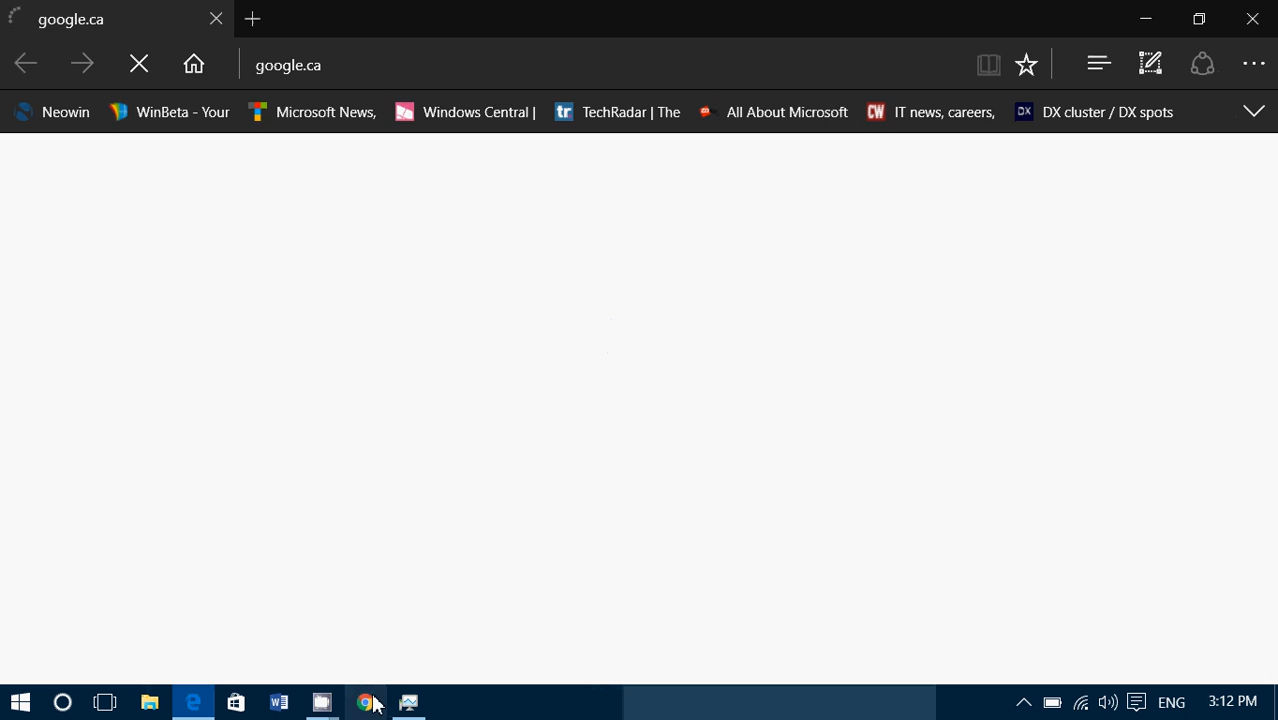 google.ca
google.ca
Neowin WinBeta - Your Microsoft News, Windows Central | TechRadar | The All About Microsoft IT news, careers, DX cluster / DX spots
ENG 3:12 PM